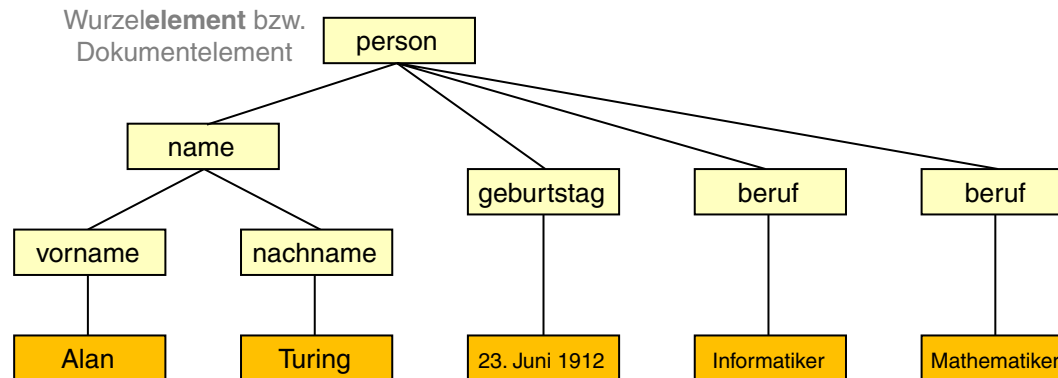 Wurzelelement bzw.
Dokumentelement
person
name
geburtstag
beruf
beruf
vorname
nachname
Alan
Turing
23. Juni 1912
Informatiker
Mathematiker